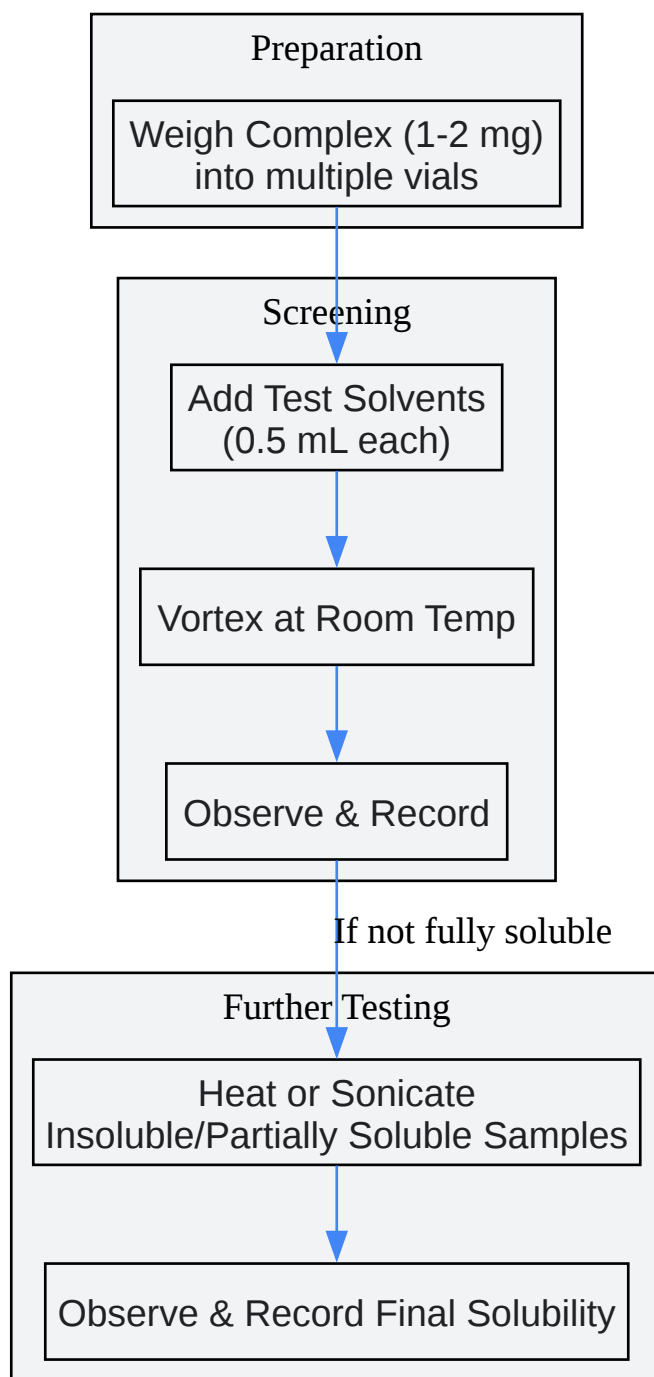 Preparation
Weigh Complex (1-2 mg)
into multiple vials
Screening
Add Test Solvents
(0.5 mL each)
Vortex at Room Temp
Observe & Record
If not fully soluble
Further Testing
Heat or Sonicate
Insoluble/Partially Soluble Samples
Observe & Record Final Solubility